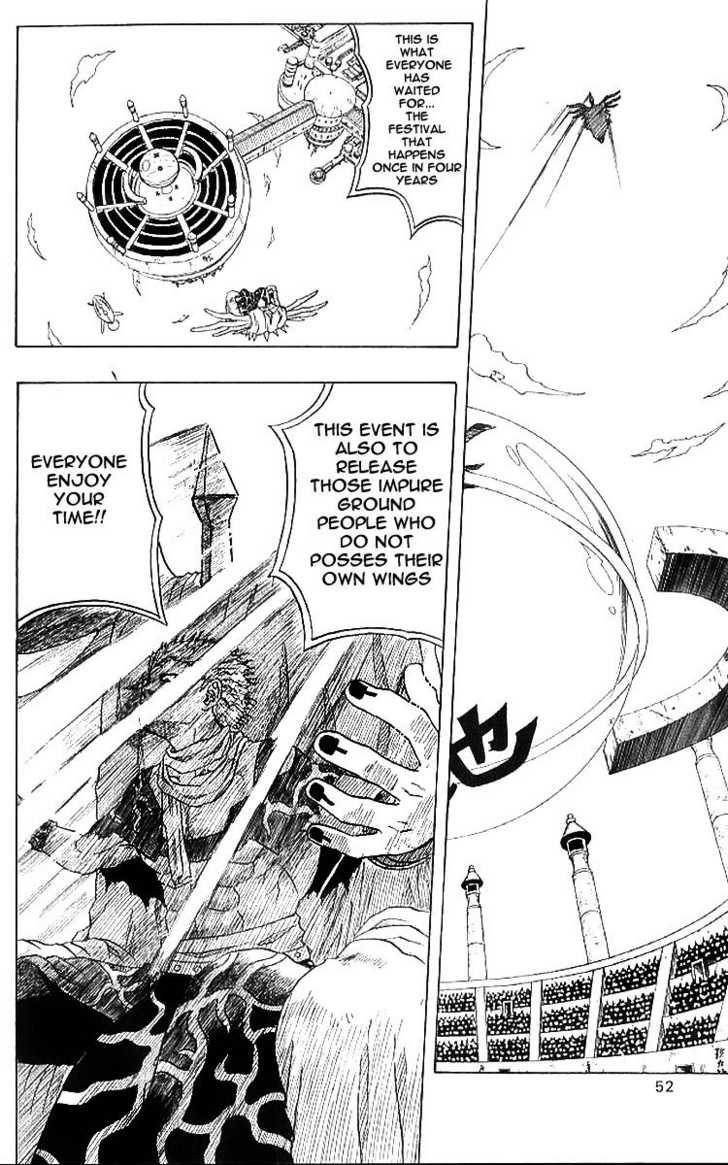 THIS IS
WHAT
EVERYONE
HAS
WAITED
FOR...
THE
FESTIVAL
THAT
HAPPENS
ONCE IN FOUR
YEARS
THIS EVENT IS
ALSO TO
RELEASE
THOSE IMPURE
GROUND
PEOPLE WHO
DO NOT
POSSES THEIR
OWN WINGS
EVERYONE
ENJOY
YOUR
TIME!!
52